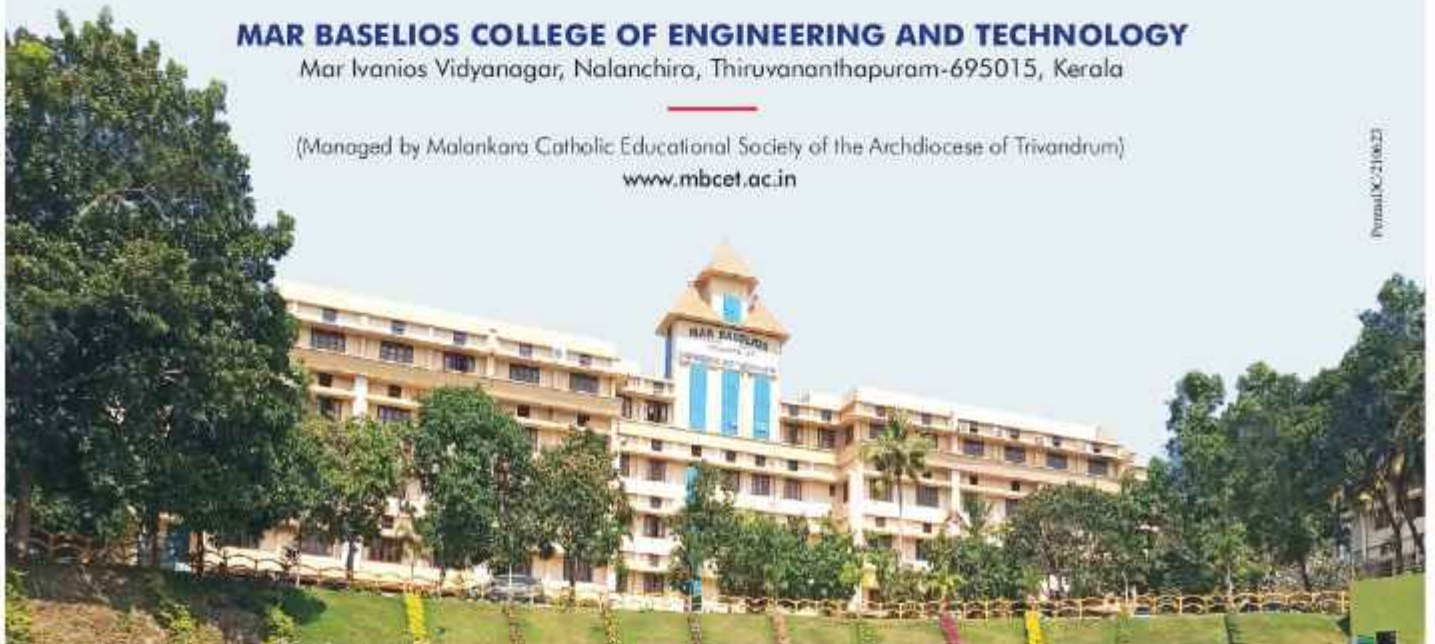 MAR BASELIOS COLLEGE OF ENGINEERING AND TECHNOLOGY
Mar Ivanios Vidyanagar, Nalanchira, Thiruvananthapuram-695015, Kerala
(Managed by Malankara Catholic Educational Society of the Archdiocese of Trivandrum)
www.mbcet.ac.in
MAR BASELIOS